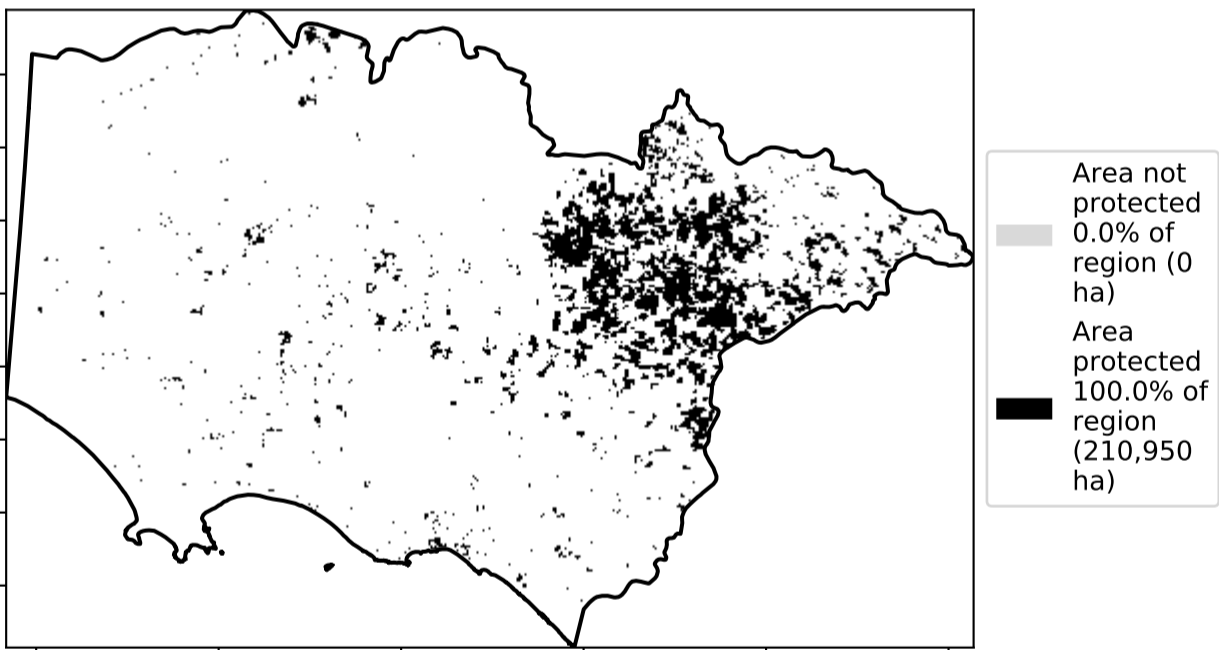 Area not
protected
0.0% of
region (0
ha)
Area
protected
100.0% of
region
(210,950
ha)